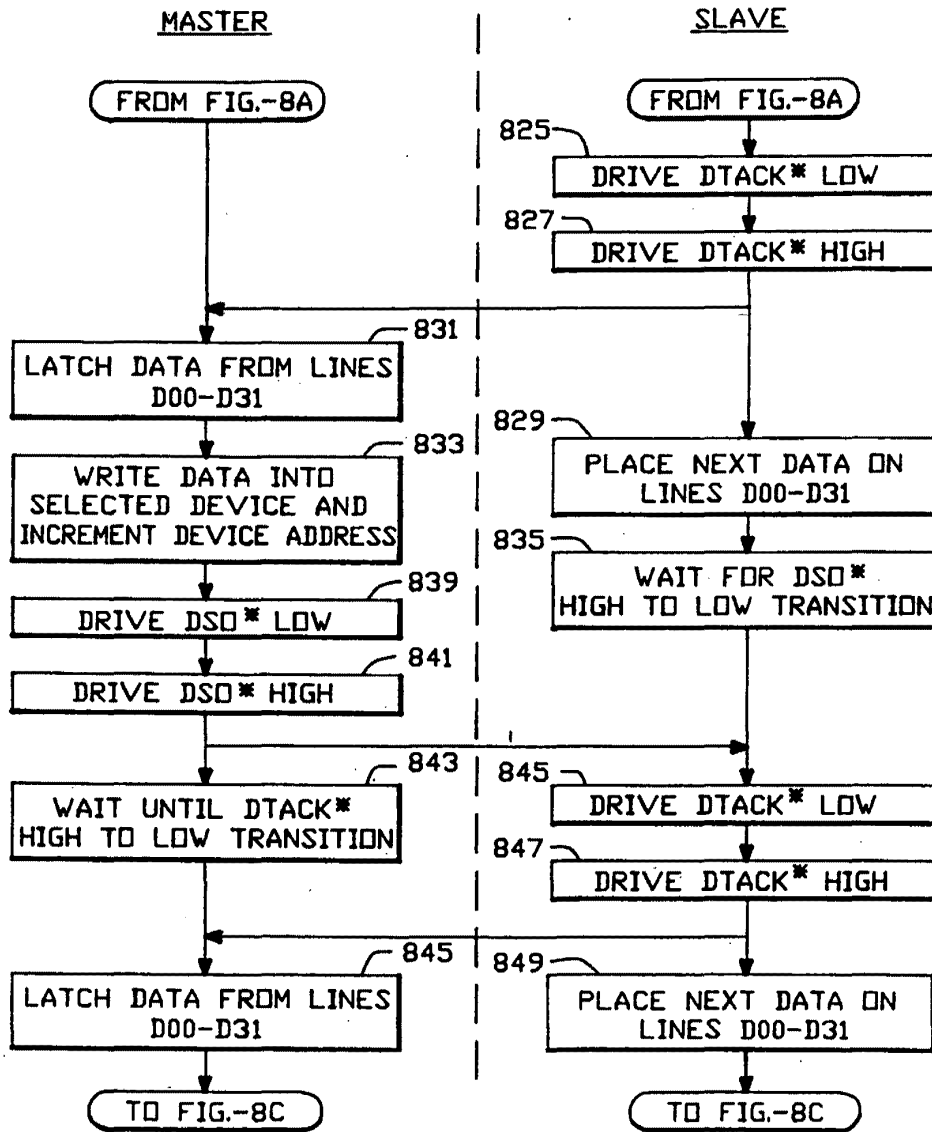 MASTER
SLAVE
FROM FIG.-8A
FROM FIG.-8A
825
DRIVE DTACK* LOW
827
DRIVE DTACK* HIGH
831
LATCH DATA FROM LINES
D00-D31
829
PLACE NEXT DATA ON
LINES D00-D31
833
WRITE DATA INTO
SELECTED DEVICE AND
INCREMENT DEVICE ADDRESS
835
WAIT FOR DSO*
HIGH TO LOW TRANSITION
839
DRIVE DSO* LOW
841
DRIVE DSO* HIGH
843
WAIT UNTIL DTACK*
HIGH TO LOW TRANSITION
845
DRIVE DTACK* LOW
847
DRIVE DTACK* HIGH
845
LATCH DATA FROM LINES
D00-D31
849
PLACE NEXT DATA ON
LINES D00-D31
TO FIG.-8C
TO FIG.-8C